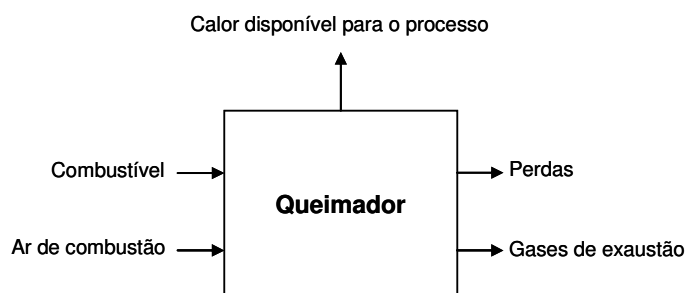 Calor disponível para o processo
Combustível
Perdas
Queimador
Ar de combustão
Gases de exaustão